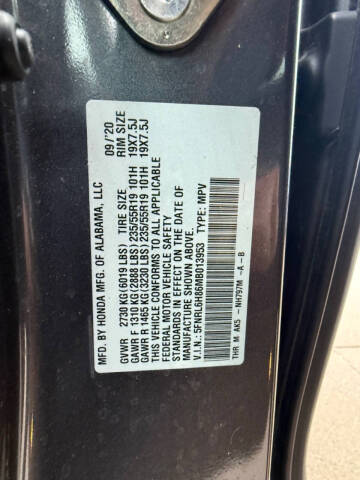 MFD. BY HONDA MFG. OF ALABAMA, LLC 09/'20
TIRE SIZE RIM SIZE
GVWR 2730 KG(6019 LBS)
GAWR F 1310 KG(2888 LBS) 235/55R19 101H 19X7.5J
GAWR R 1465 KG(3230 LBS) 235/55R19 101H 19X7.5J
THIS VEHICLE CONFORMS TO ALL APPLICABLE
FEDERAL MOTOR VEHICLE SAFETY
STANDARDS IN EFFECT ON THE DATE OF
MANUFACTURE SHOWN ABOVE.
V.I.N.: 5FNRL6H86MB013953 TYPE: MPV
THR M AK5 - NH797M -A-B